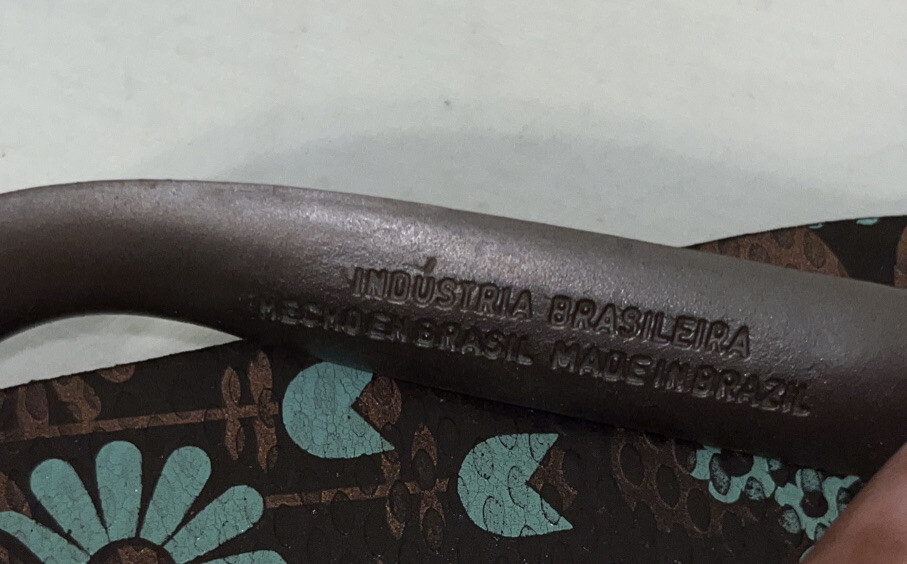 INDÚSTRIA BRASILEIRA
HECHO EN BRASIL MADE IN BRAZIL